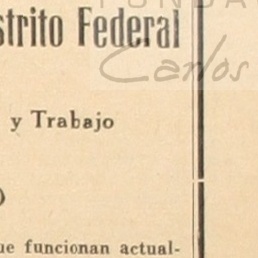 FUNDA
strito Federal
Carlos
y Trabajo
ue funcionan actual-